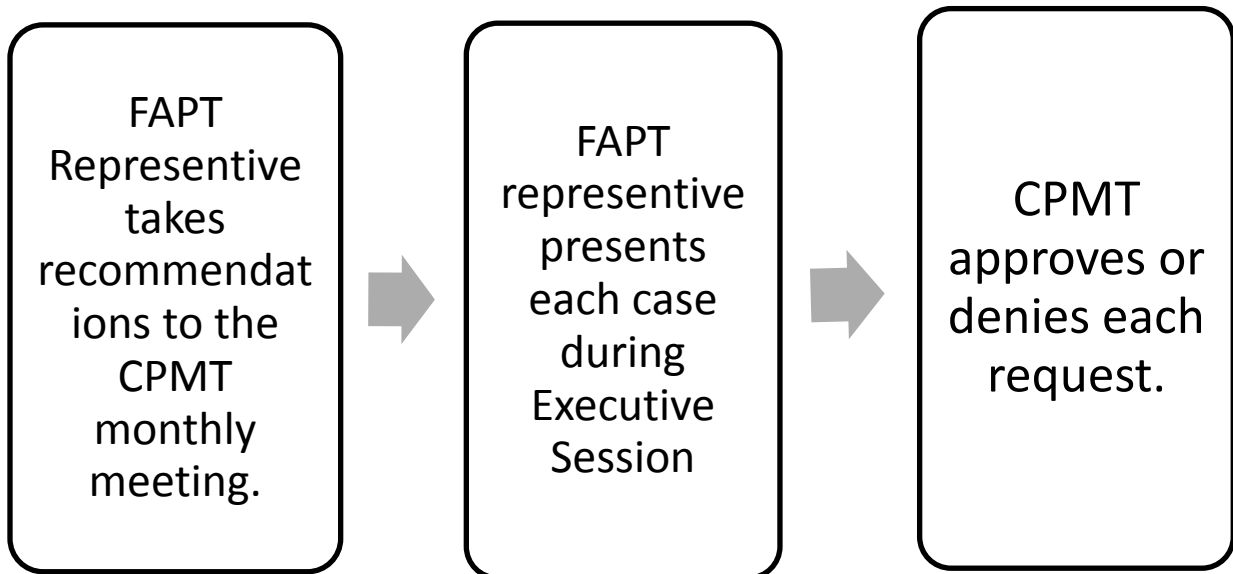 FAPT
Representive
takes
recommendat
ions to the
CPMT
monthly
meeting.
FAPT
representive
presents
each case
during
Executive
Session
CPMT
approves or
denies each
request.